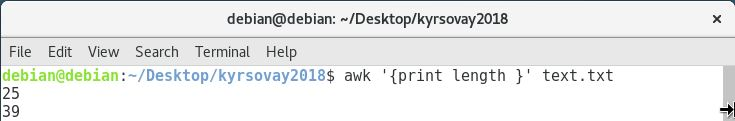 debian@debian: ~/Desktop/kyrsovay2018
×
File Edit View Search Terminal Help
debian@debian:~/Desktop/kyrsovay2018$ awk '{print length }' text.txt
25
39